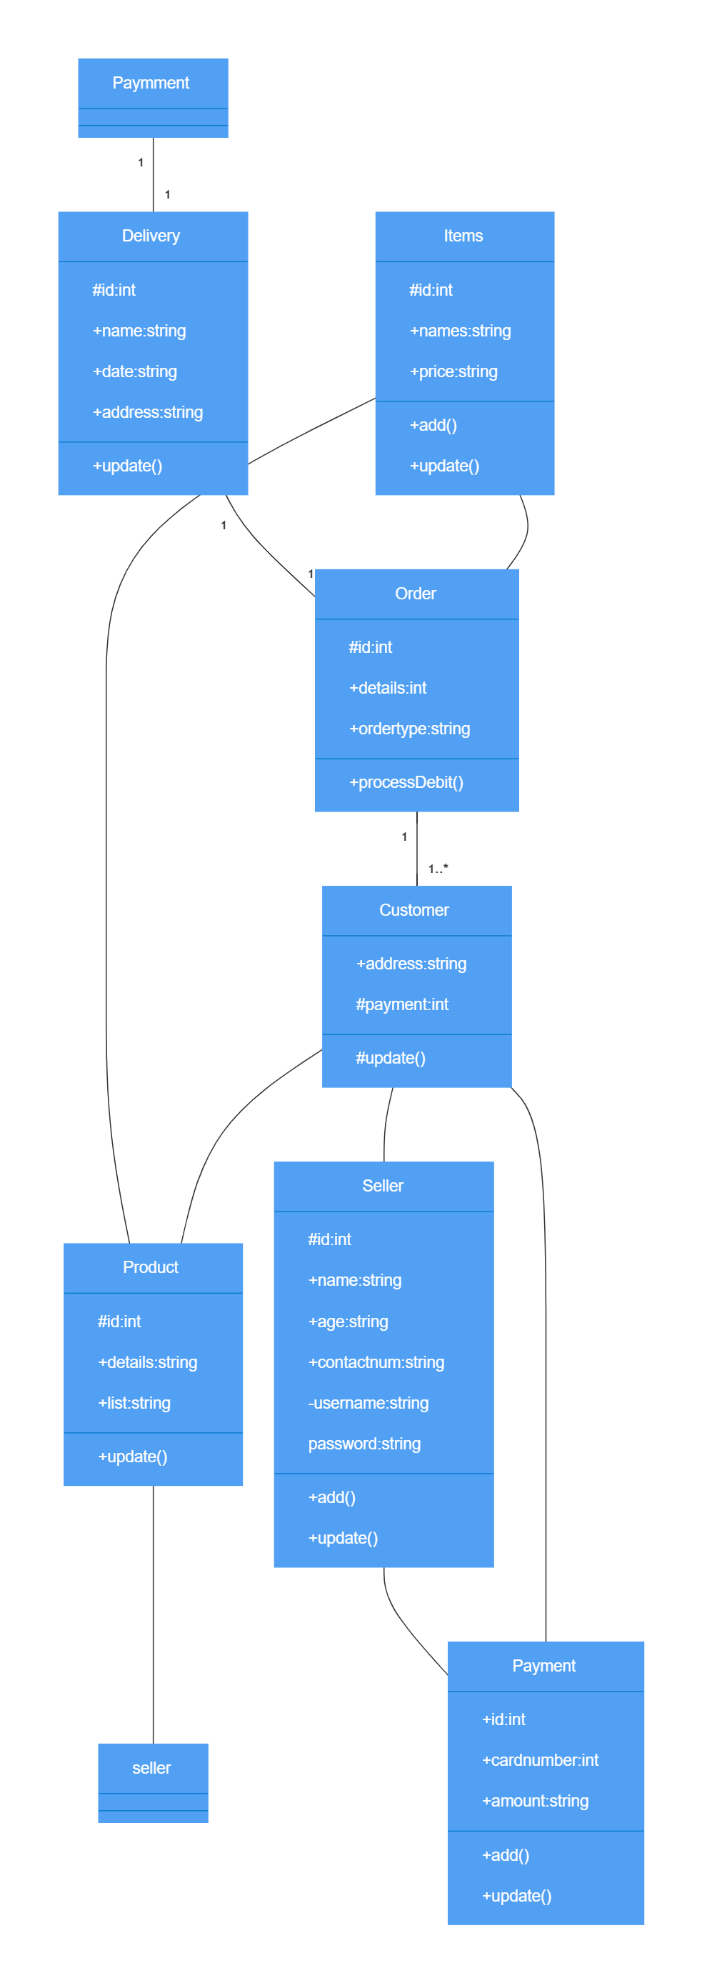 Paymment
1
1
Delivery
#id:int
+name:string
+date:string
+address:string
+update()
Items
#id:int
+names:string
+price:string
+add()
+update()
1
1
Order
#id:int
+details:int
+ordertype:string
+processDebit()
1
1..*
Customer
+address:string
#payment:int
#update()
Seller
#id:int
+name:string
+age:string
+contactnum:string
-username:string
password:string
+add()
+update()
Product
#id:int
+details:string
+list:string
+update()
Payment
+id:int
+cardnumber:int
+amount:string
+add()
+update()
seller